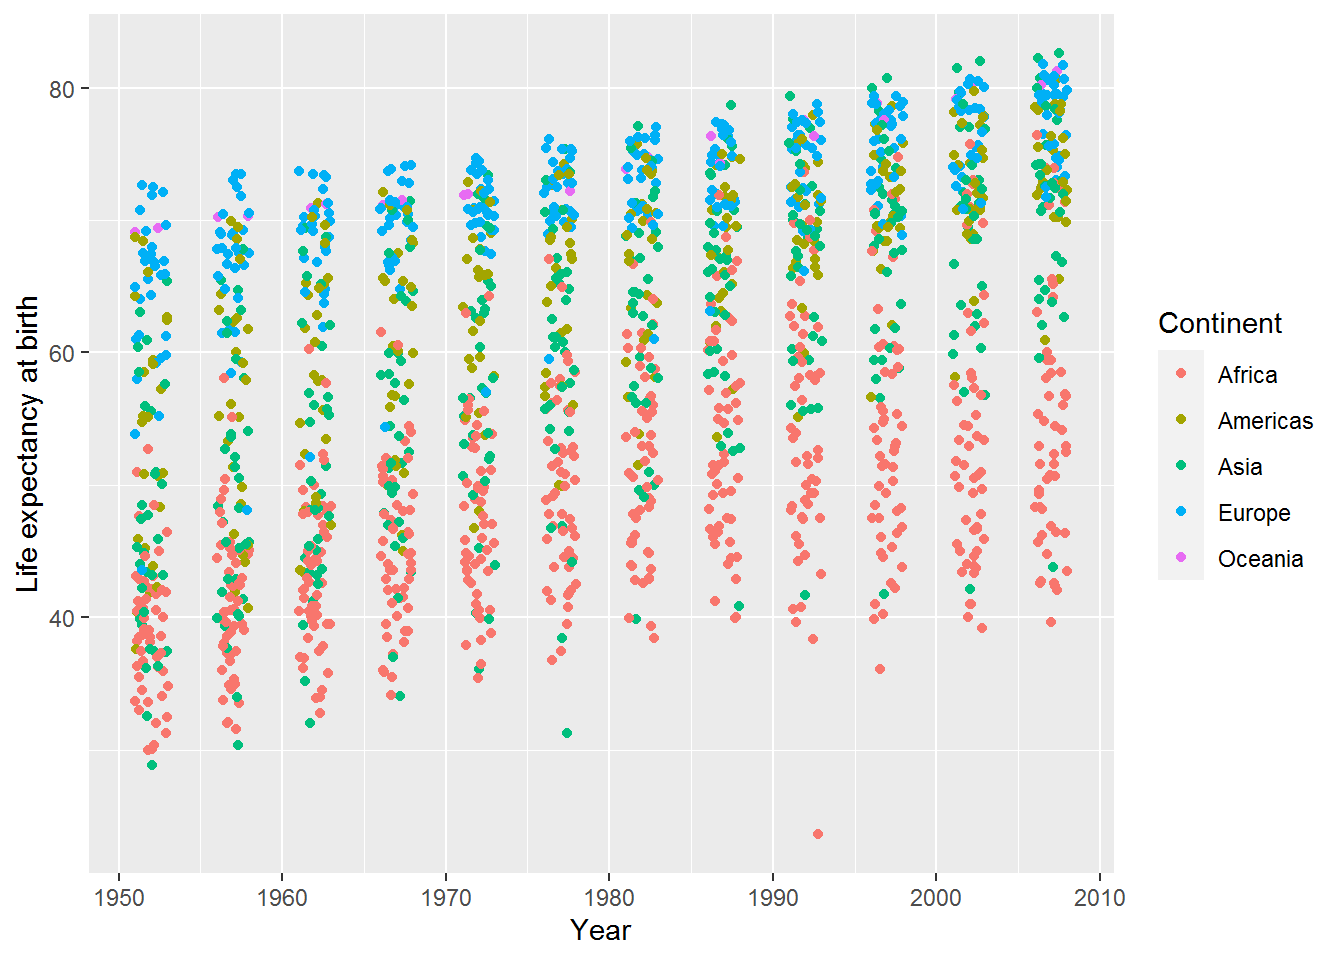 80
60
40
Life expectancy at birth
1950 1960 1970 1980 1990 2000 2010
Year
Continent
Africa
Americas
Asia
Europe
Oceania